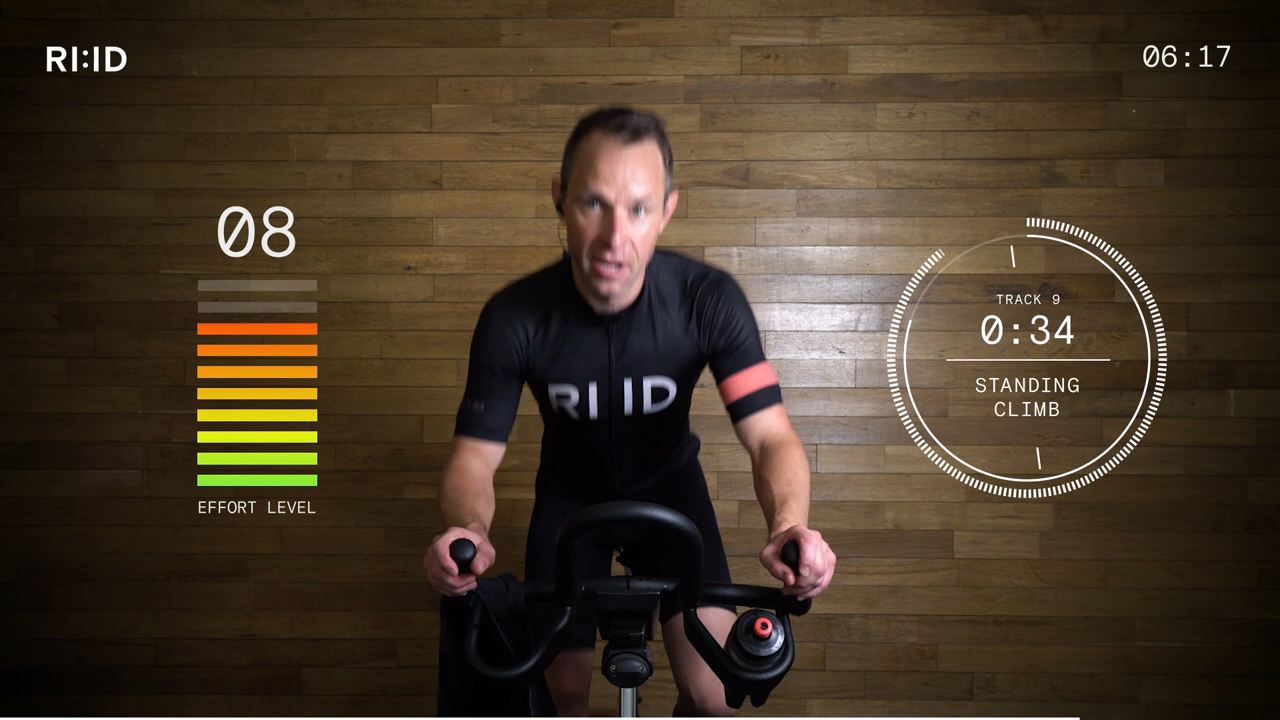 RI:ID
06:17
08
EFFORT LEVEL
TRACK 9
0:34
STANDING
CLIMB
RI ID